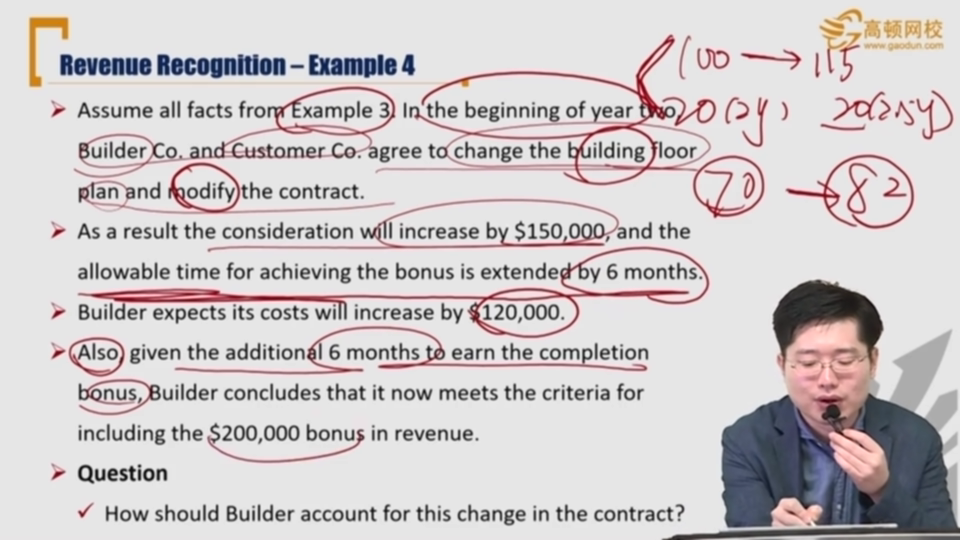 高顿网校
www.gaodun.com
Revenue Recognition – Example 4
100 → 115
20(2y) 20(2.5y)
70 → 82
➢ Assume all facts from Example 3. In the beginning of year two,
Builder Co. and Customer Co. agree to change the building floor
plan and modify the contract.
➢ As a result the consideration will increase by $150,000, and the
allowable time for achieving the bonus is extended by 6 months.
➢ Builder expects its costs will increase by $120,000.
➢ Also, given the additional 6 months to earn the completion
bonus, Builder concludes that it now meets the criteria for
including the $200,000 bonus in revenue.
➢ Question
✓ How should Builder account for this change in the contract?